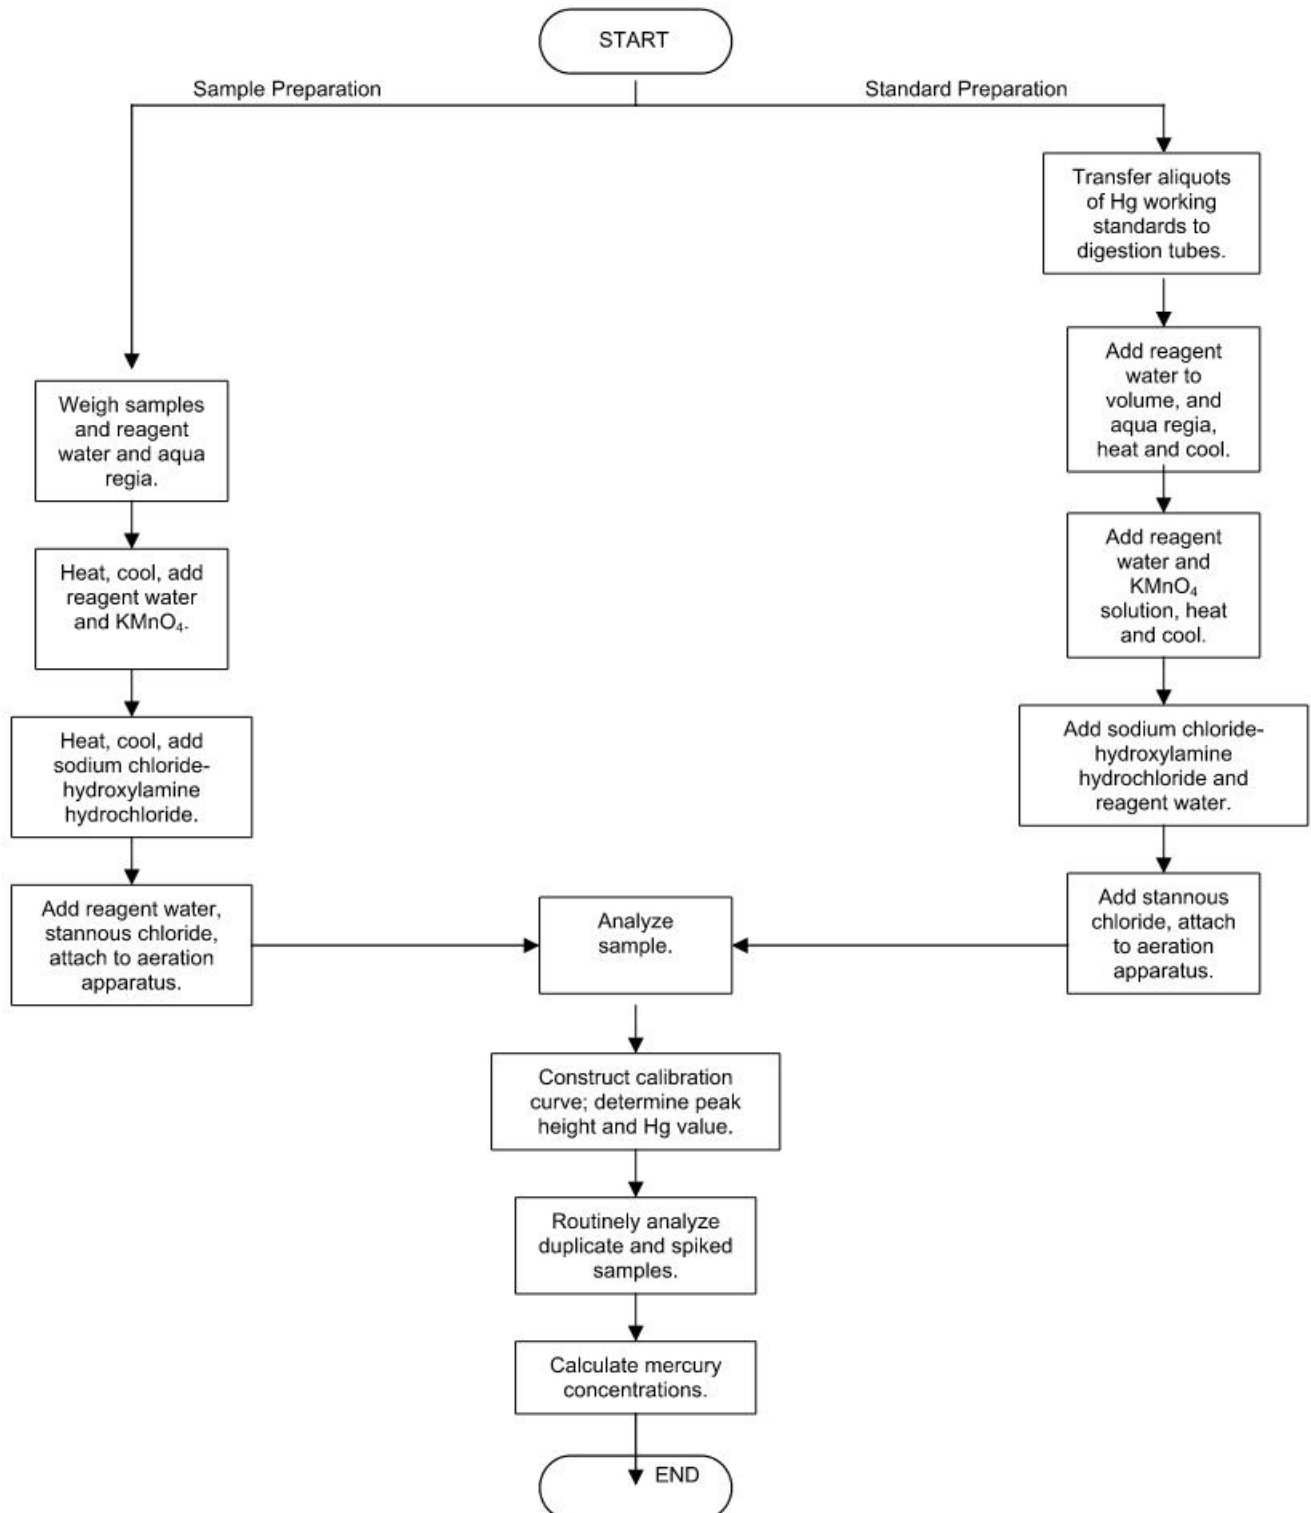 START
Sample Preparation
Standard Preparation
Transfer aliquots
of Hg working
standards to
digestion tubes.
Add reagent
water to
volume, and
aqua regia,
heat and cool.
Weigh samples
and reagent
water and aqua
regia.
Add reagent
water and
KMnO₄
solution, heat
and cool.
Heat, cool, add
reagent water
and KMnO₄.
Heat, cool, add
sodium chloride-
hydroxylamine
hydrochloride.
Add sodium chloride-
hydroxylamine
hydrochloride and
reagent water.
Add reagent water,
stannous chloride,
attach to aeration
apparatus.
Analyze
sample.
Add stannous
chloride, attach
to aeration
apparatus.
Construct calibration
curve; determine peak
height and Hg value.
Routinely analyze
duplicate and spiked
samples.
Calculate mercury
concentrations.
END